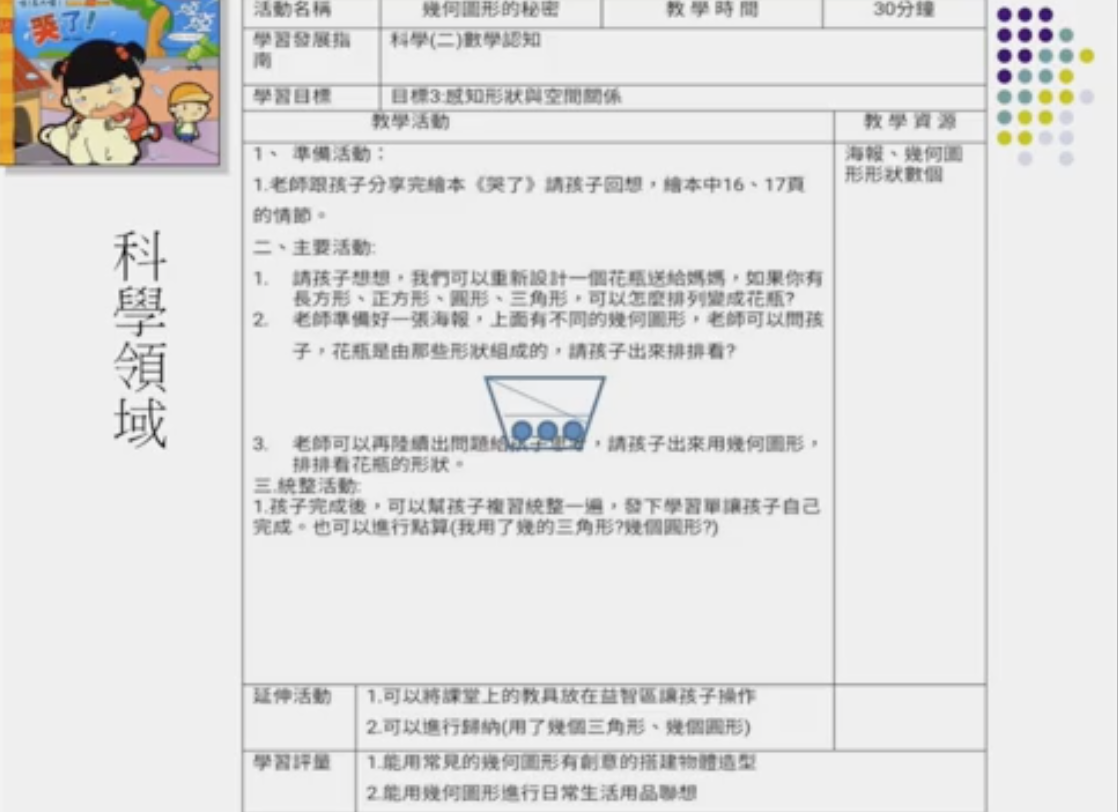 哭了!
活動名稱 幾何圖形的秘密 教學時間 30分鐘
學習發展指南 科學(二)數學認知
學習目標 目標3:感知形狀與空間關係
教學活動 教學資源
1、 準備活動：
海報、幾何圖
形形狀數個
1.老師跟孩子分享完繪本《哭了》請孩子回想，繪本中16、17頁
的情節。
二、主要活動:
1. 請孩子想想，我們可以重新設計一個花瓶送給媽媽，如果你有
長方形、正方形、圓形、三角形，可以怎麼排列變成花瓶?
2. 老師準備好一張海報，上面有不同的幾何圖形，老師可以問孩
子，花瓶是由那些形狀組成的，請孩子出來排排看?
3. 老師可以再陸續出問題給孩子，請孩子出來用幾何圖形，
排排看花瓶的形狀。
三.統整活動:
1.孩子完成後，可以幫孩子複習統整一遍，發下學習單讓孩子自己
完成。也可以進行點算(我用了幾的三角形?幾個圓形?)
延伸活動 1.可以將課堂上的教具放在益智區讓孩子操作
2.可以進行歸納(用了幾個三角形、幾個圓形)
學習評量 1.能用常見的幾何圖形有創意的搭建物體造型
2.能用幾何圖形進行日常生活用品聯想
科學領域